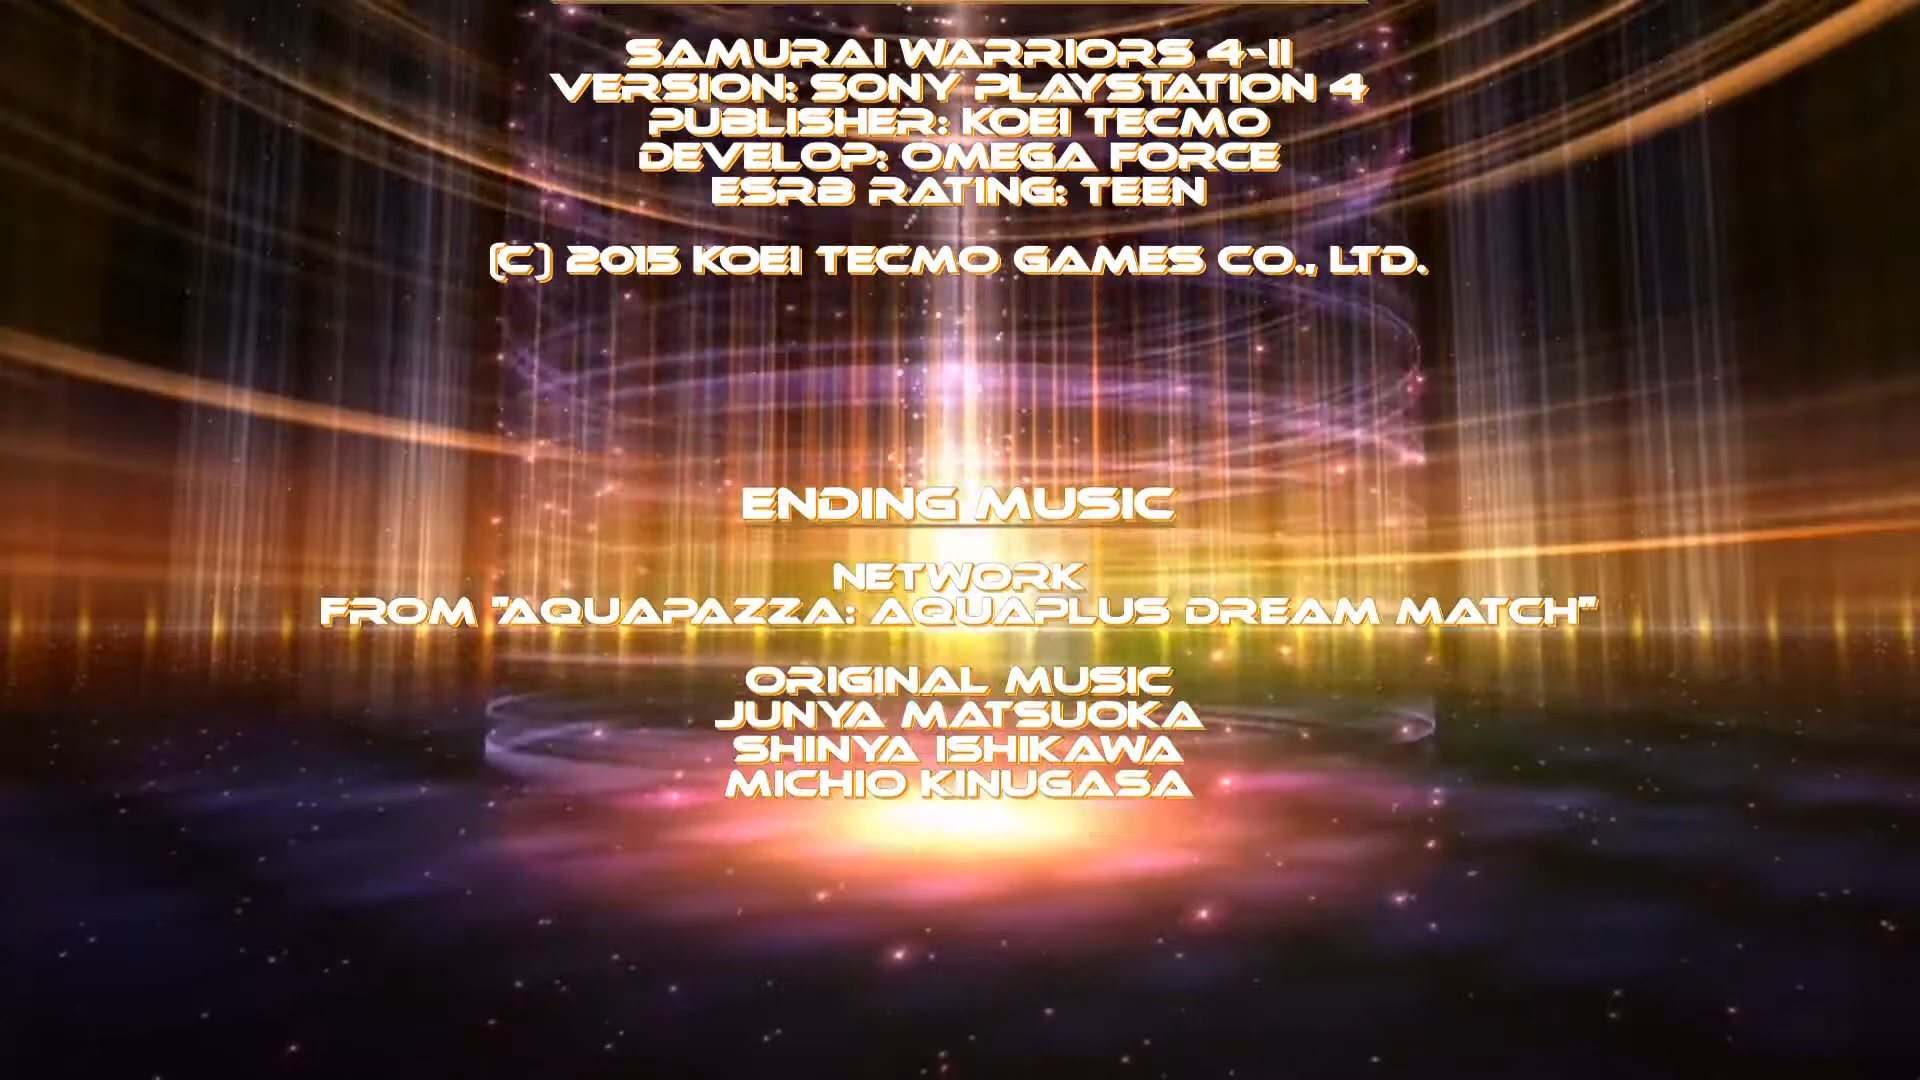 SAMURAI WARRIORS 4-II
VERSION: SONY PLAYSTATION 4
PUBLISHER: KOEI TECMO
DEVELOP: OMEGA FORCE
ESRB RATING: TEEN
(C) 2015 KOEI TECMO GAMES CO., LTD.
ENDING MUSIC
NETWORK
FROM "AQUAPAZZA: AQUAPLUS DREAM MATCH"
ORIGINAL MUSIC
JUNYA MATSUOKA
SHINYA ISHIKAWA
MICHIO KINUGASA